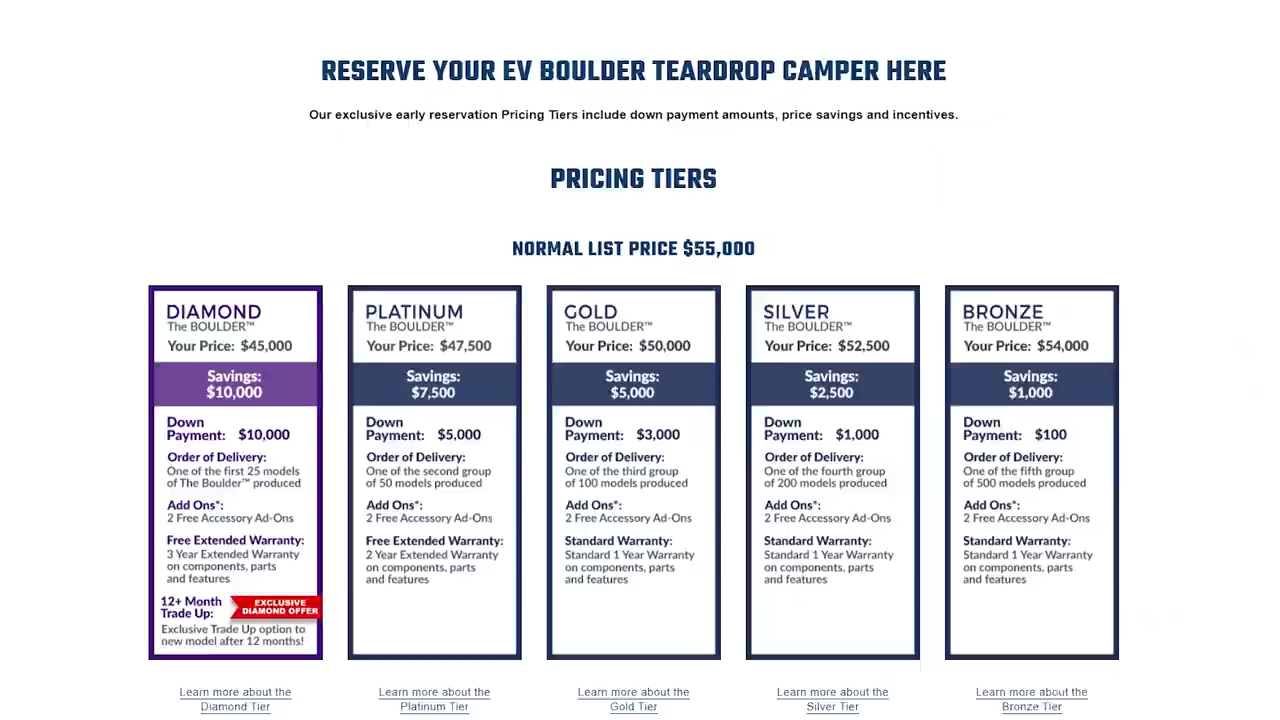 RESERVE YOUR EV BOULDER TEARDROP CAMPER HERE
Our exclusive early reservation Pricing Tiers include down payment amounts, price savings and incentives.
PRICING TIERS
NORMAL LIST PRICE $55,000
DIAMOND
The BOULDER™
Your Price: $45,000
Savings:
$10,000
Down
Payment: $10,000
Order of Delivery:
One of the first 25 models
of The Boulder™ produced
Add Ons*:
2 Free Accessory Ad-Ons
Free Extended Warranty:
3 Year Extended Warranty
on components, parts
and features
12+ Month
Trade Up:
EXCLUSIVE
DIAMOND OFFER
Exclusive Trade Up option to
new model after 12 months!
Learn more about the
Diamond Tier
PLATINUM
The BOULDER™
Your Price: $47,500
Savings:
$7,500
Down
Payment: $5,000
Order of Delivery:
One of the second group
of 50 models produced
Add Ons*:
2 Free Accessory Ad-Ons
Free Extended Warranty:
2 Year Extended Warranty
on components, parts
and features
Learn more about the
Platinum Tier
GOLD
The BOULDER™
Your Price: $50,000
Savings:
$5,000
Down
Payment: $3,000
Order of Delivery:
One of the third group
of 100 models produced
Add Ons*:
2 Free Accessory Ad-Ons
Standard Warranty:
Standard 1 Year Warranty
on components, parts
and features
Learn more about the
Gold Tier
SILVER
The BOULDER™
Your Price: $52,500
Savings:
$2,500
Down
Payment: $1,000
Order of Delivery:
One of the fourth group
of 200 models produced
Add Ons*:
2 Free Accessory Ad-Ons
Standard Warranty:
Standard 1 Year Warranty
on components, parts
and features
Learn more about the
Silver Tier
BRONZE
The BOULDER™
Your Price: $54,000
Savings:
$1,000
Down
Payment: $100
Order of Delivery:
One of the fifth group
of 500 models produced
Add Ons*:
2 Free Accessory Ad-Ons
Standard Warranty:
Standard 1 Year Warranty
on components, parts
and features
Learn more about the
Bronze Tier